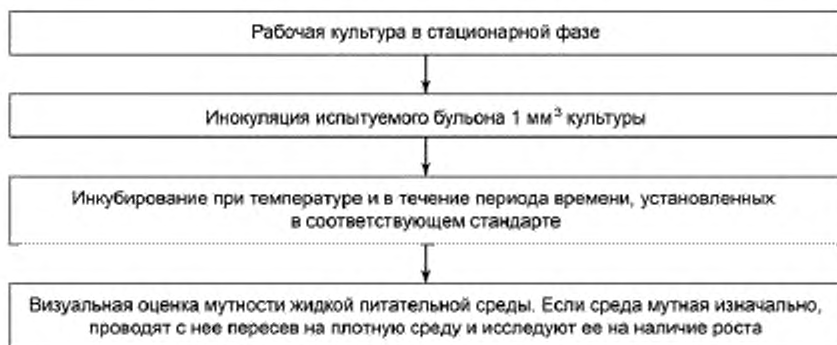 Рабочая культура в стационарной фазе
Инокуляция испытуемого бульона 1 мм³ культуры
Инкубирование при температуре и в течение периода времени, установленных
в соответствующем стандарте
Визуальная оценка мутности жидкой питательной среды. Если среда мутная изначально,
проводят с нее пересев на плотную среду и исследуют ее на наличие роста